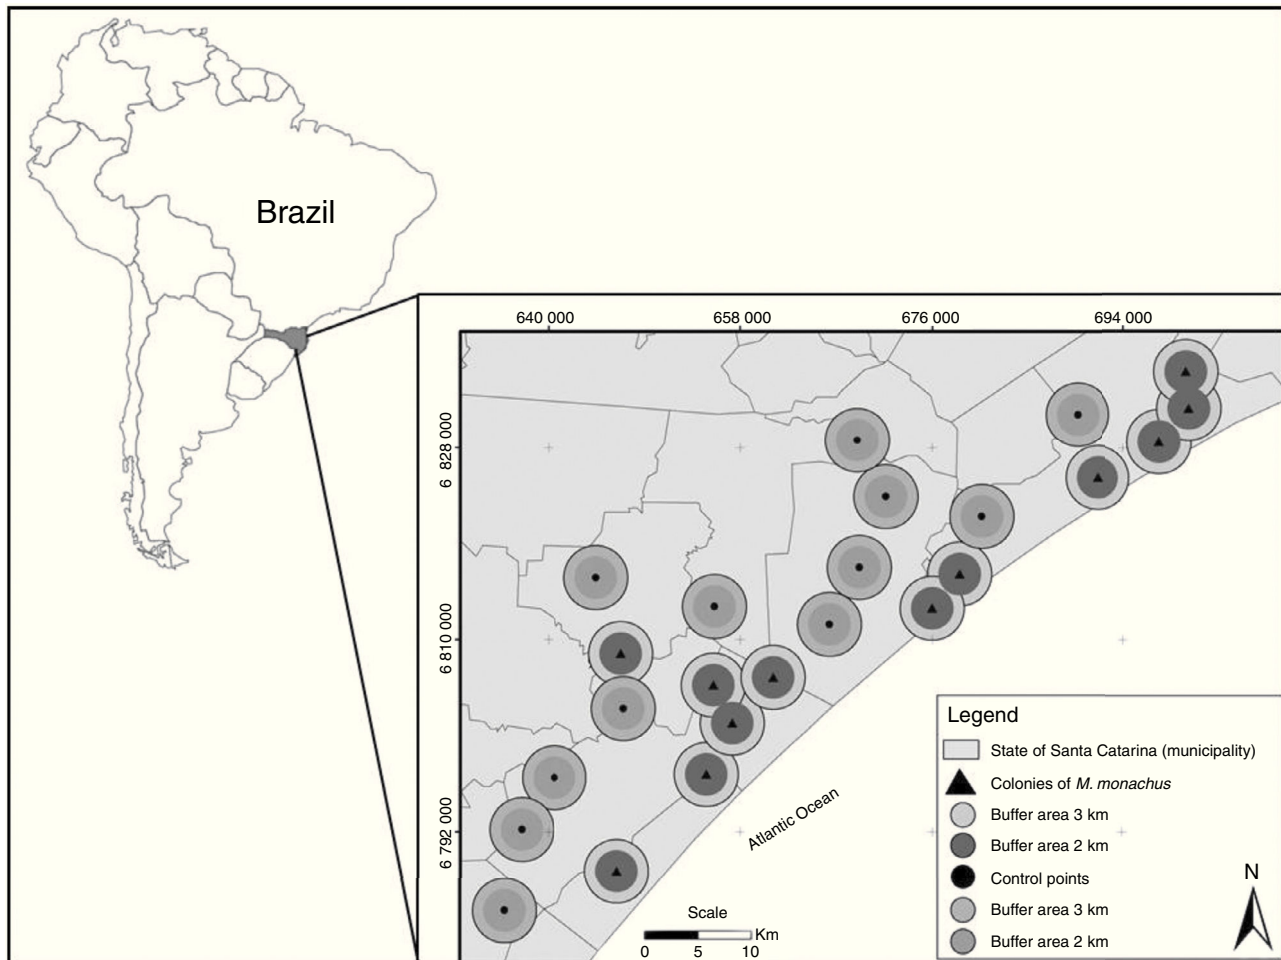 Brazil
640 000
658 000
676 000
694 000
6 828 000
6 810 000
6 792 000
Atlantic Ocean
Scale
Km
0
5
10
Legend
State of Santa Catarina (municipality)
Colonies of M. monachus
Buffer area 3 km
Buffer area 2 km
Control points
Buffer area 3 km
Buffer area 2 km
N